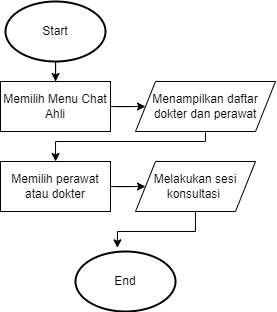 Start
Memilih Menu Chat
Ahli
Menampilkan daftar
dokter dan perawat
Memilih perawat
atau dokter
Melakukan sesi
konsultasi
End